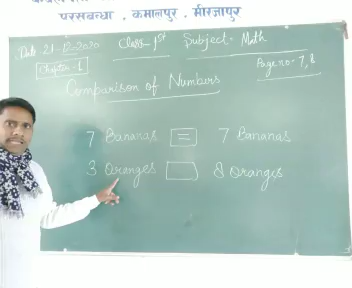 परसबन्धा . कमालपुर . मीरजापुर
Date 21-12-2020 Class 1st Subject- Math
Chapter-1 Page no- 7, 8
Comparison of Numbers
7 Bananas = 7 Bananas
3 Oranges 8 Oranges